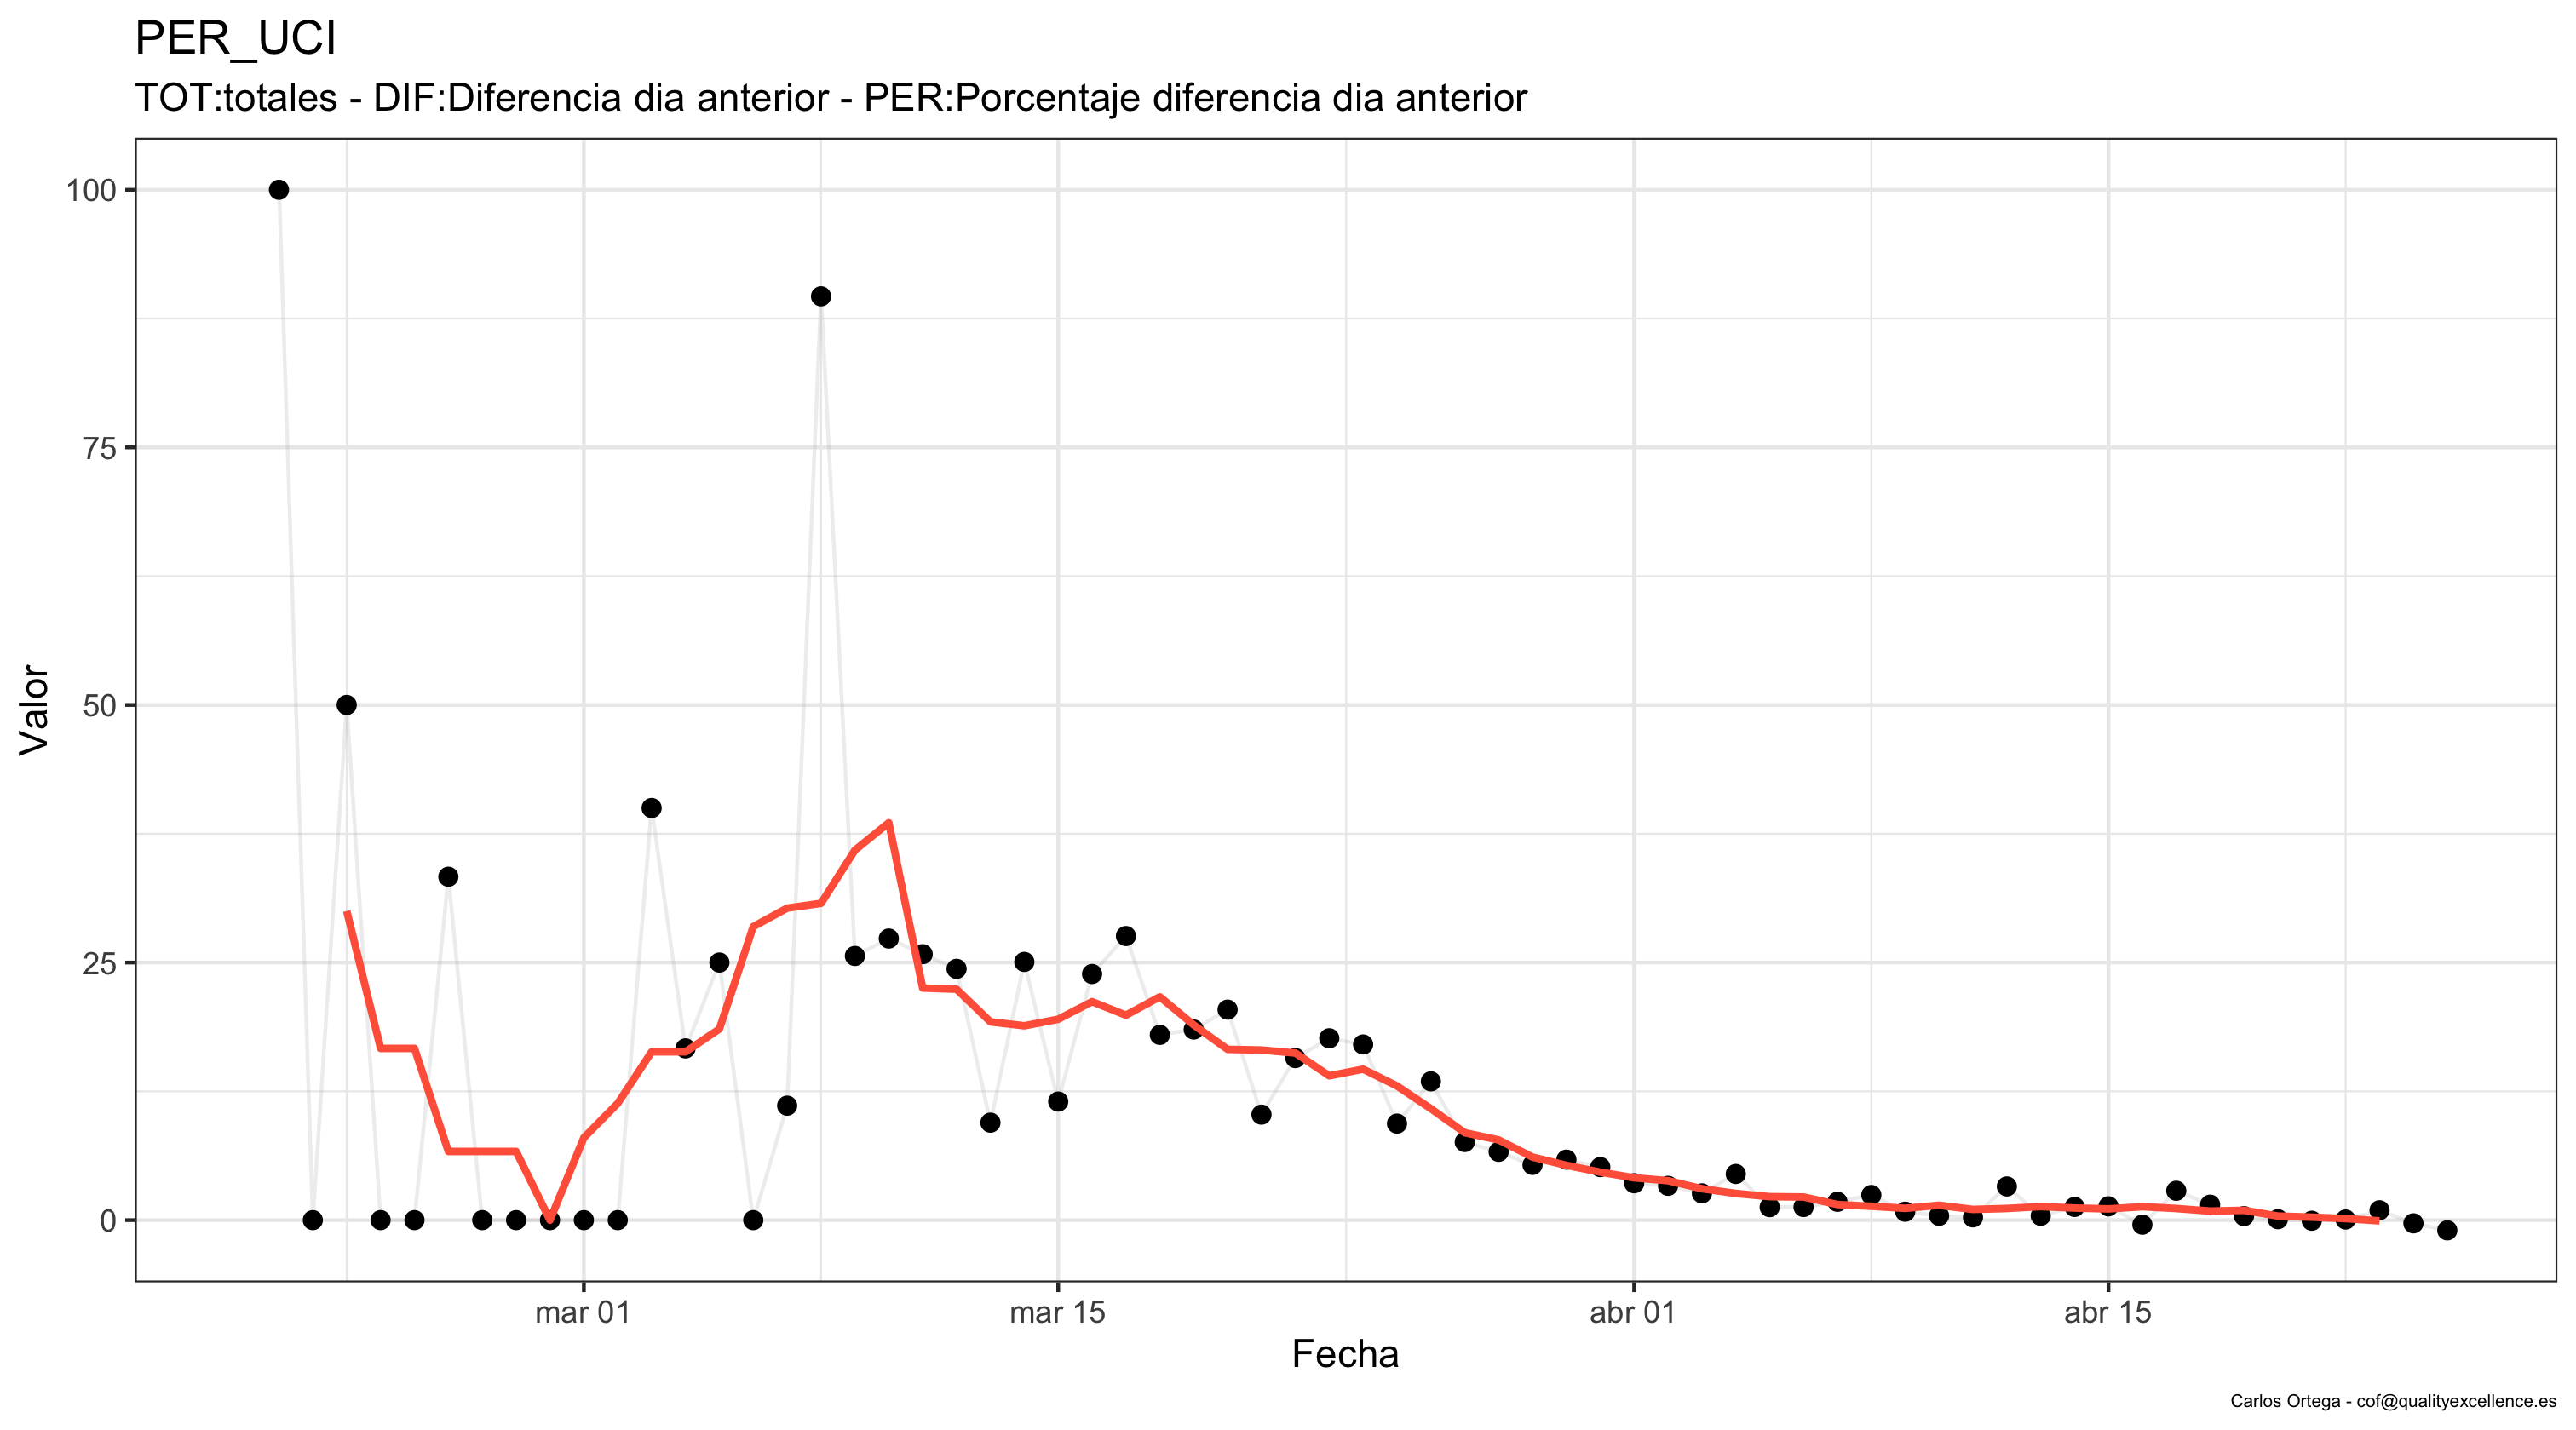 PER_UCI
TOT:totales - DIF:Diferencia dia anterior - PER:Porcentaje diferencia dia anterior
100
75
50
25
0
Valor
mar 01
mar 15
abr 01
abr 15
Fecha
Carlos Ortega - cof@qualityexcellence.es